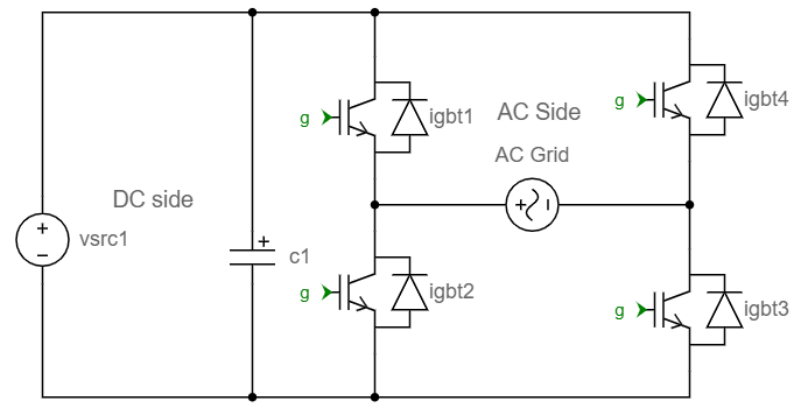 g
igbt1
AC Side
g
igbt4
AC Grid
DC side
+
-
vsrc1
+
c1
+
g
igbt2
g
igbt3